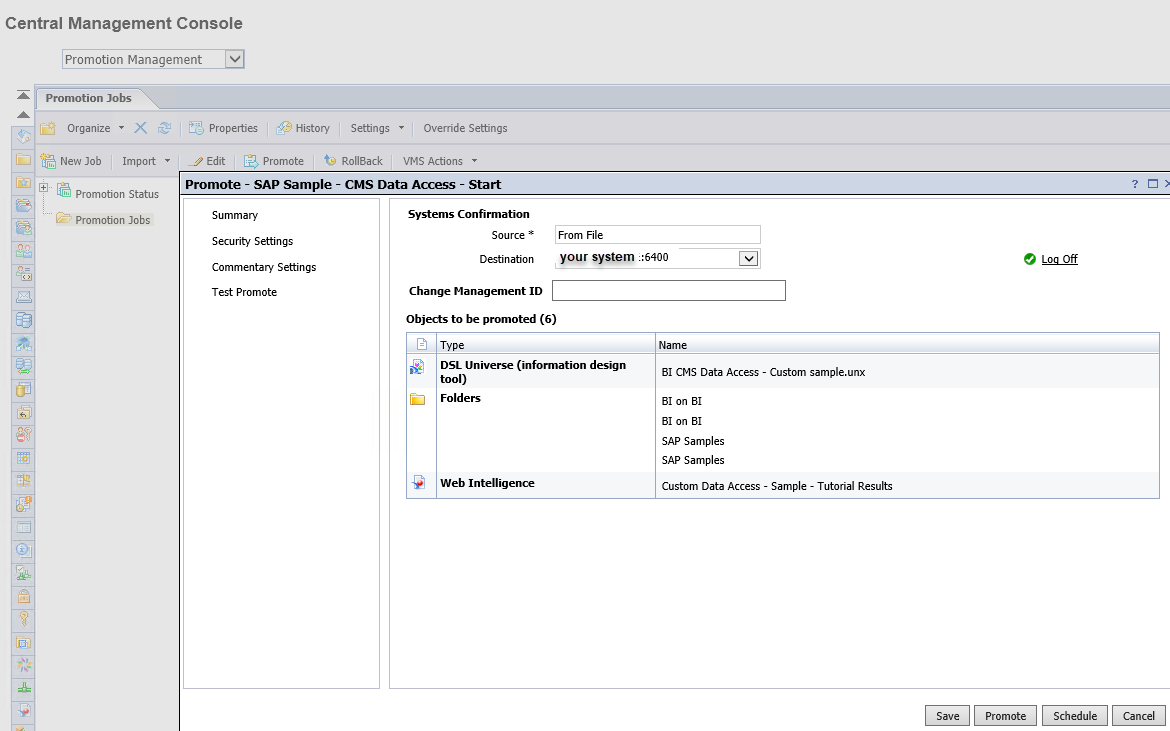 Central Management Console
Promotion Management
Promotion Jobs
Organize Properties History Settings Override Settings
New Job Import Edit Promote RollBack VMS Actions
Promotion Status
Promotion Jobs
Promote - SAP Sample - CMS Data Access - Start
?
Summary
Security Settings
Commentary Settings
Test Promote
Systems Confirmation
Source * From File
Destination your system ::6400 Log Off
Change Management ID
Objects to be promoted (6)
Type Name
DSL Universe (information design
tool)
BI CMS Data Access - Custom sample.unx
Folders
BI on BI
BI on BI
SAP Samples
SAP Samples
Web Intelligence
Custom Data Access - Sample - Tutorial Results
Save Promote Schedule Cancel